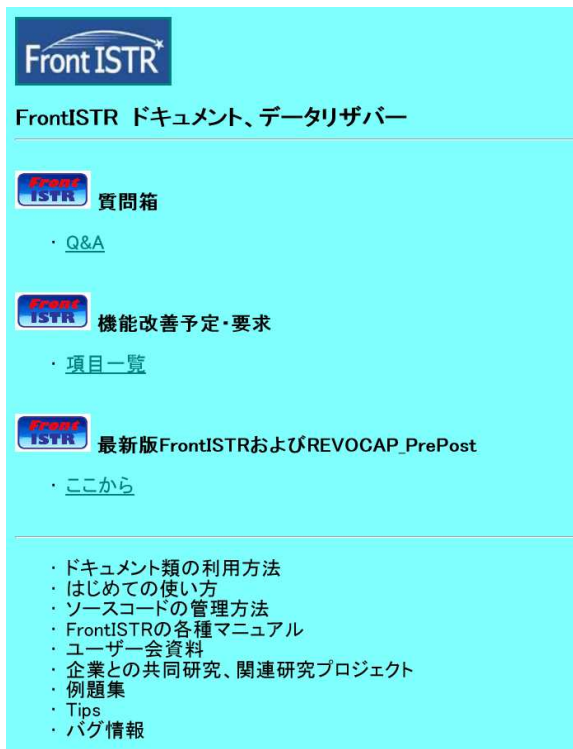 Front ISTR
FrontISTR ドキュメント、データリザバー
Front
ISTR
質問箱
・Q&A
Front
ISTR
機能改善予定・要求
・項目一覧
Front
ISTR
最新版FrontISTRおよびREVOCAP_PrePost
・ここから
・ドキュメント類の利用方法
・はじめての使い方
・ソースコードの管理方法
・FrontISTRの各種マニュアル
・ユーザー会資料
・企業との共同研究、関連研究プロジェクト
・例題集
・Tips
・バグ情報